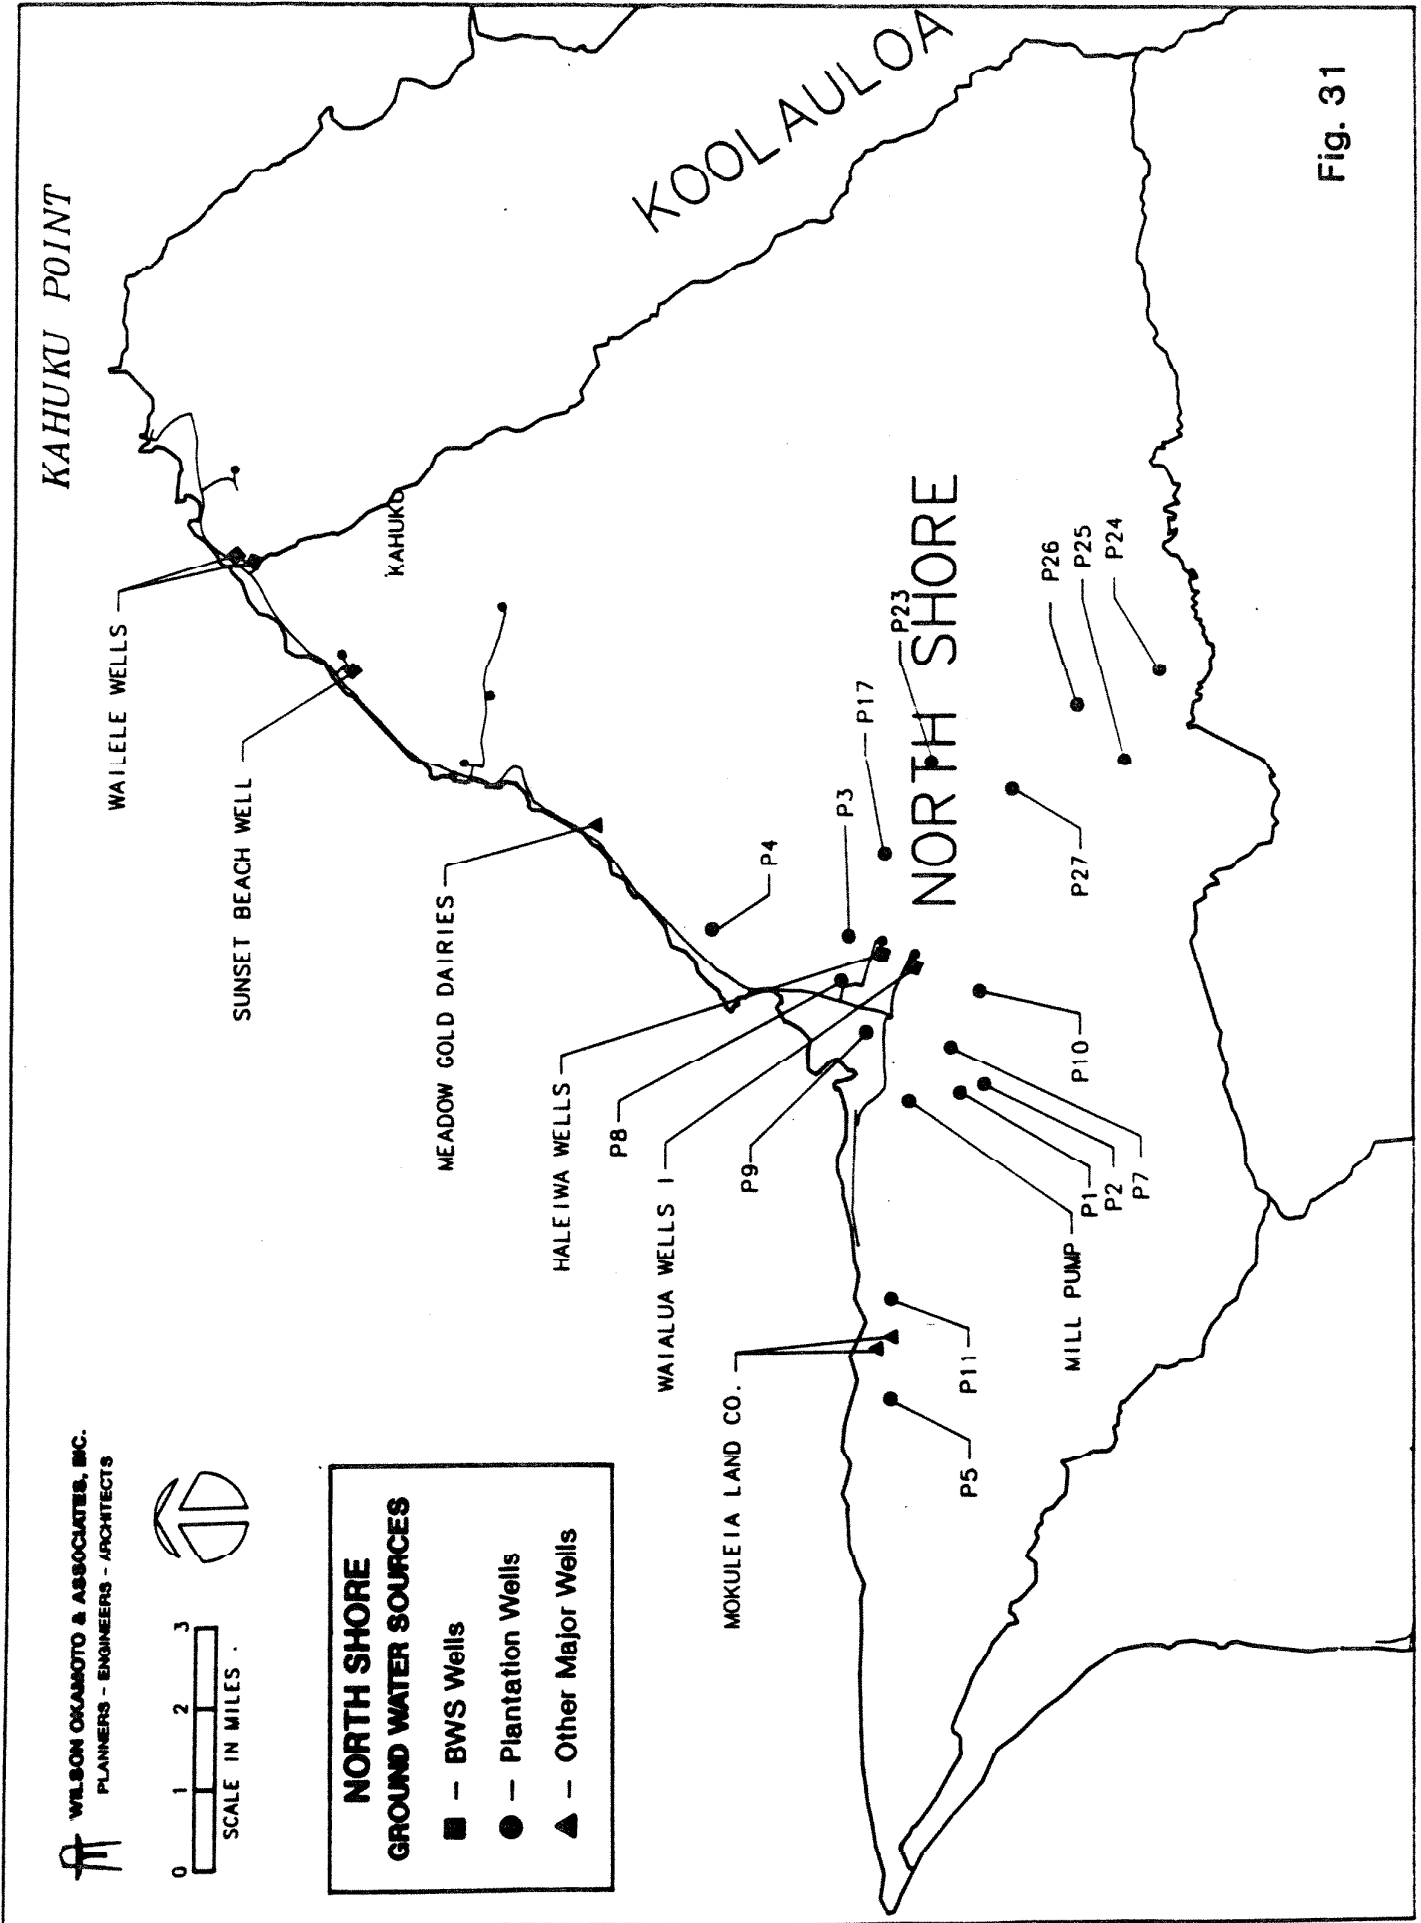 WILSON OKAMOTO & ASSOCIATES, INC.
PLANNERS - ENGINEERS - ARCHITECTS
0 1 2 3
SCALE IN MILES
NORTH SHORE
GROUND WATER SOURCES
- BWS Wells
- Plantation Wells
- Other Major Wells
KAHUKU POINT
WAILELE WELLS
SUNSET BEACH WELL
KAHUKU
MEADOW GOLD DAIRIES
HALEIWA WELLS
P8
WAIALUA WELLS I
P9
MOKULEIA LAND CO.
P4
P3
P17
P23
KOOLAULOA
NORTH SHORE
P26
P25
P24
P27
P10
P7
P2
P1
MILL PUMP
P11
P5
Fig. 31